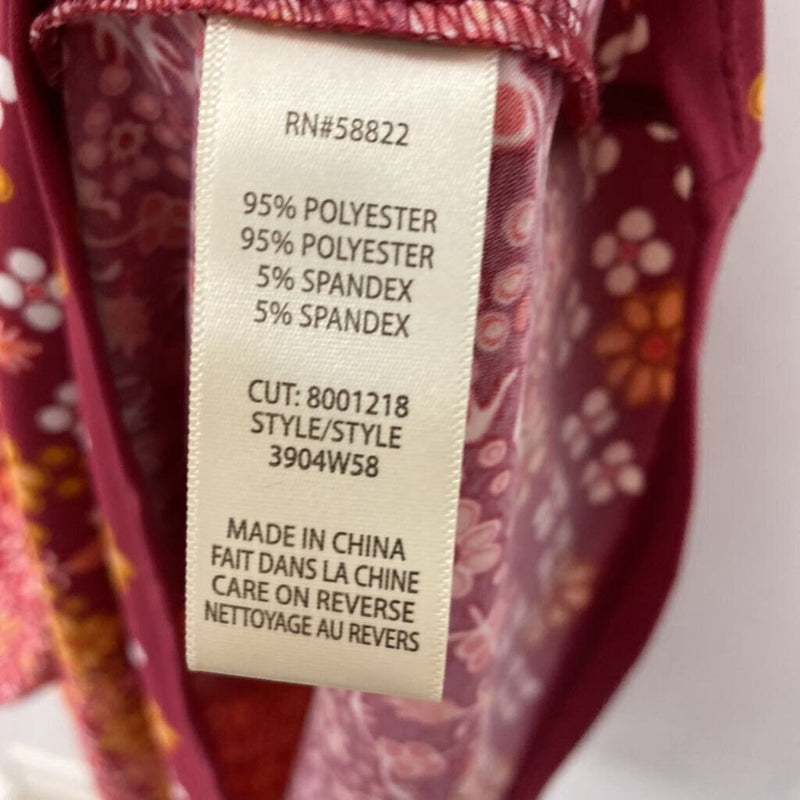 RN#58822
95% POLYESTER
95% POLYESTER
5% SPANDEX
5% SPANDEX
CUT: 8001218
STYLE/STYLE
3904W58
MADE IN CHINA
FAIT DANS LA CHINE
CARE ON REVERSE
NETTOYAGE AU REVERS